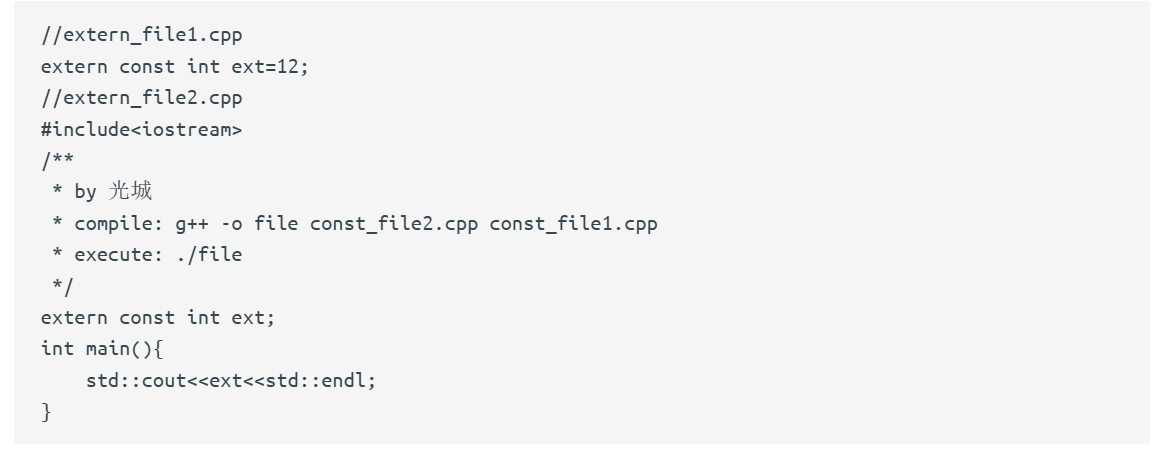 //extern_file1.cpp
extern const int ext=12;
//extern_file2.cpp
#include<iostream>
/**
 * by 光城
 * compile: g++ -o file const_file2.cpp const_file1.cpp
 * execute: ./file
 */
extern const int ext;
int main(){
    std::cout<<ext<<std::endl;
}